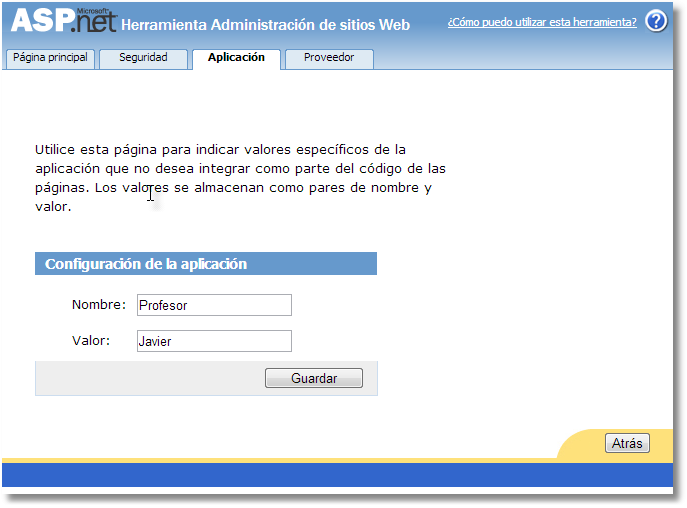 Microsoft
ASP.net Herramienta Administración de sitios Web
¿Cómo puedo utilizar esta herramienta? ?
Página principal Seguridad Aplicación Proveedor
Utilice esta página para indicar valores específicos de la
aplicación que no desea integrar como parte del código de las
páginas. Los valores se almacenan como pares de nombre y
valor.
Configuración de la aplicación
Nombre: Profesor
Valor: Javier
Guardar
Atrás